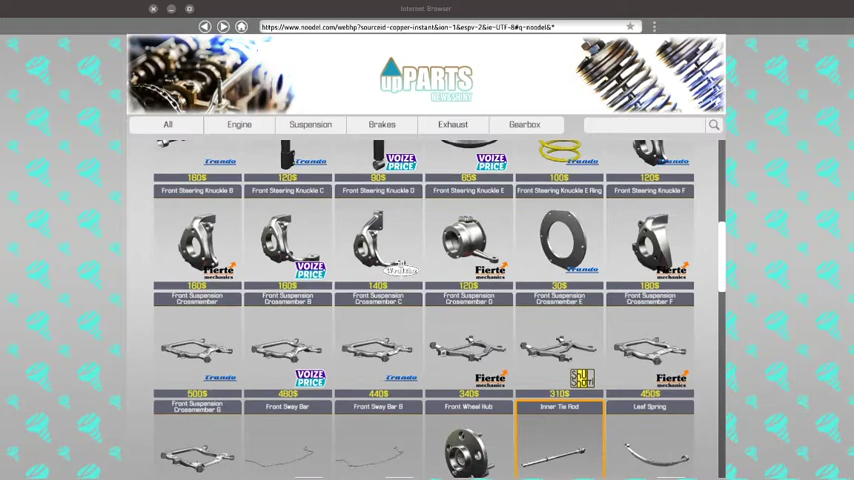 Internet Browser
https://www.noodel.com/webhp?sourceid-copper-instant&ion-1&espv-2&ie-UTF-8#q-noodel&*
upPARTS
NEW&SHINY
All Engine Suspension Brakes Exhaust Gearbox
Trando VOIZE PRICE VOIZE PRICE Trando Trando
180$ 120$ 90$ 65$ 100$ 120$
Front Steering Knuckle B Front Steering Knuckle C Front Steering Knuckle D Front Steering Knuckle E Front Steering Knuckle E Ring Front Steering Knuckle F
Fierte mechanics VOIZE PRICE Fierte mechanics Trando Fierte mechanics
160$ 160$ 140$ 120$ 30$ 180$
Front Suspension Crossmember Front Suspension Crossmember B Front Suspension Crossmember C Front Suspension Crossmember D Front Suspension Crossmember E Front Suspension Crossmember F
Trando VOIZE PRICE Trando Fierte mechanics Fierte mechanics
500$ 480$ 440$ 340$ 310$ 450$
Front Suspension Crossmember G Front Sway Bar Front Sway Bar B Front Wheel Hub Inner Tie Rod Leaf Spring